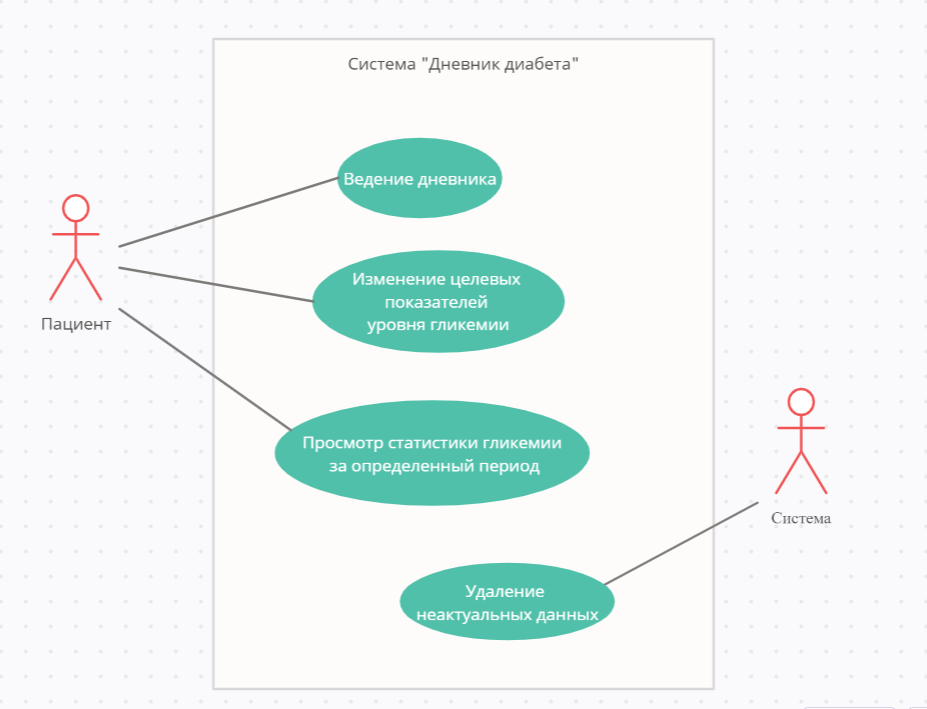 Система "Дневник диабета"
Ведение дневника
Изменение целевых
показателей
уровня гликемии
Пациент
Просмотр статистики гликемии
за определенный период
Система
Удаление
неактуальных данных